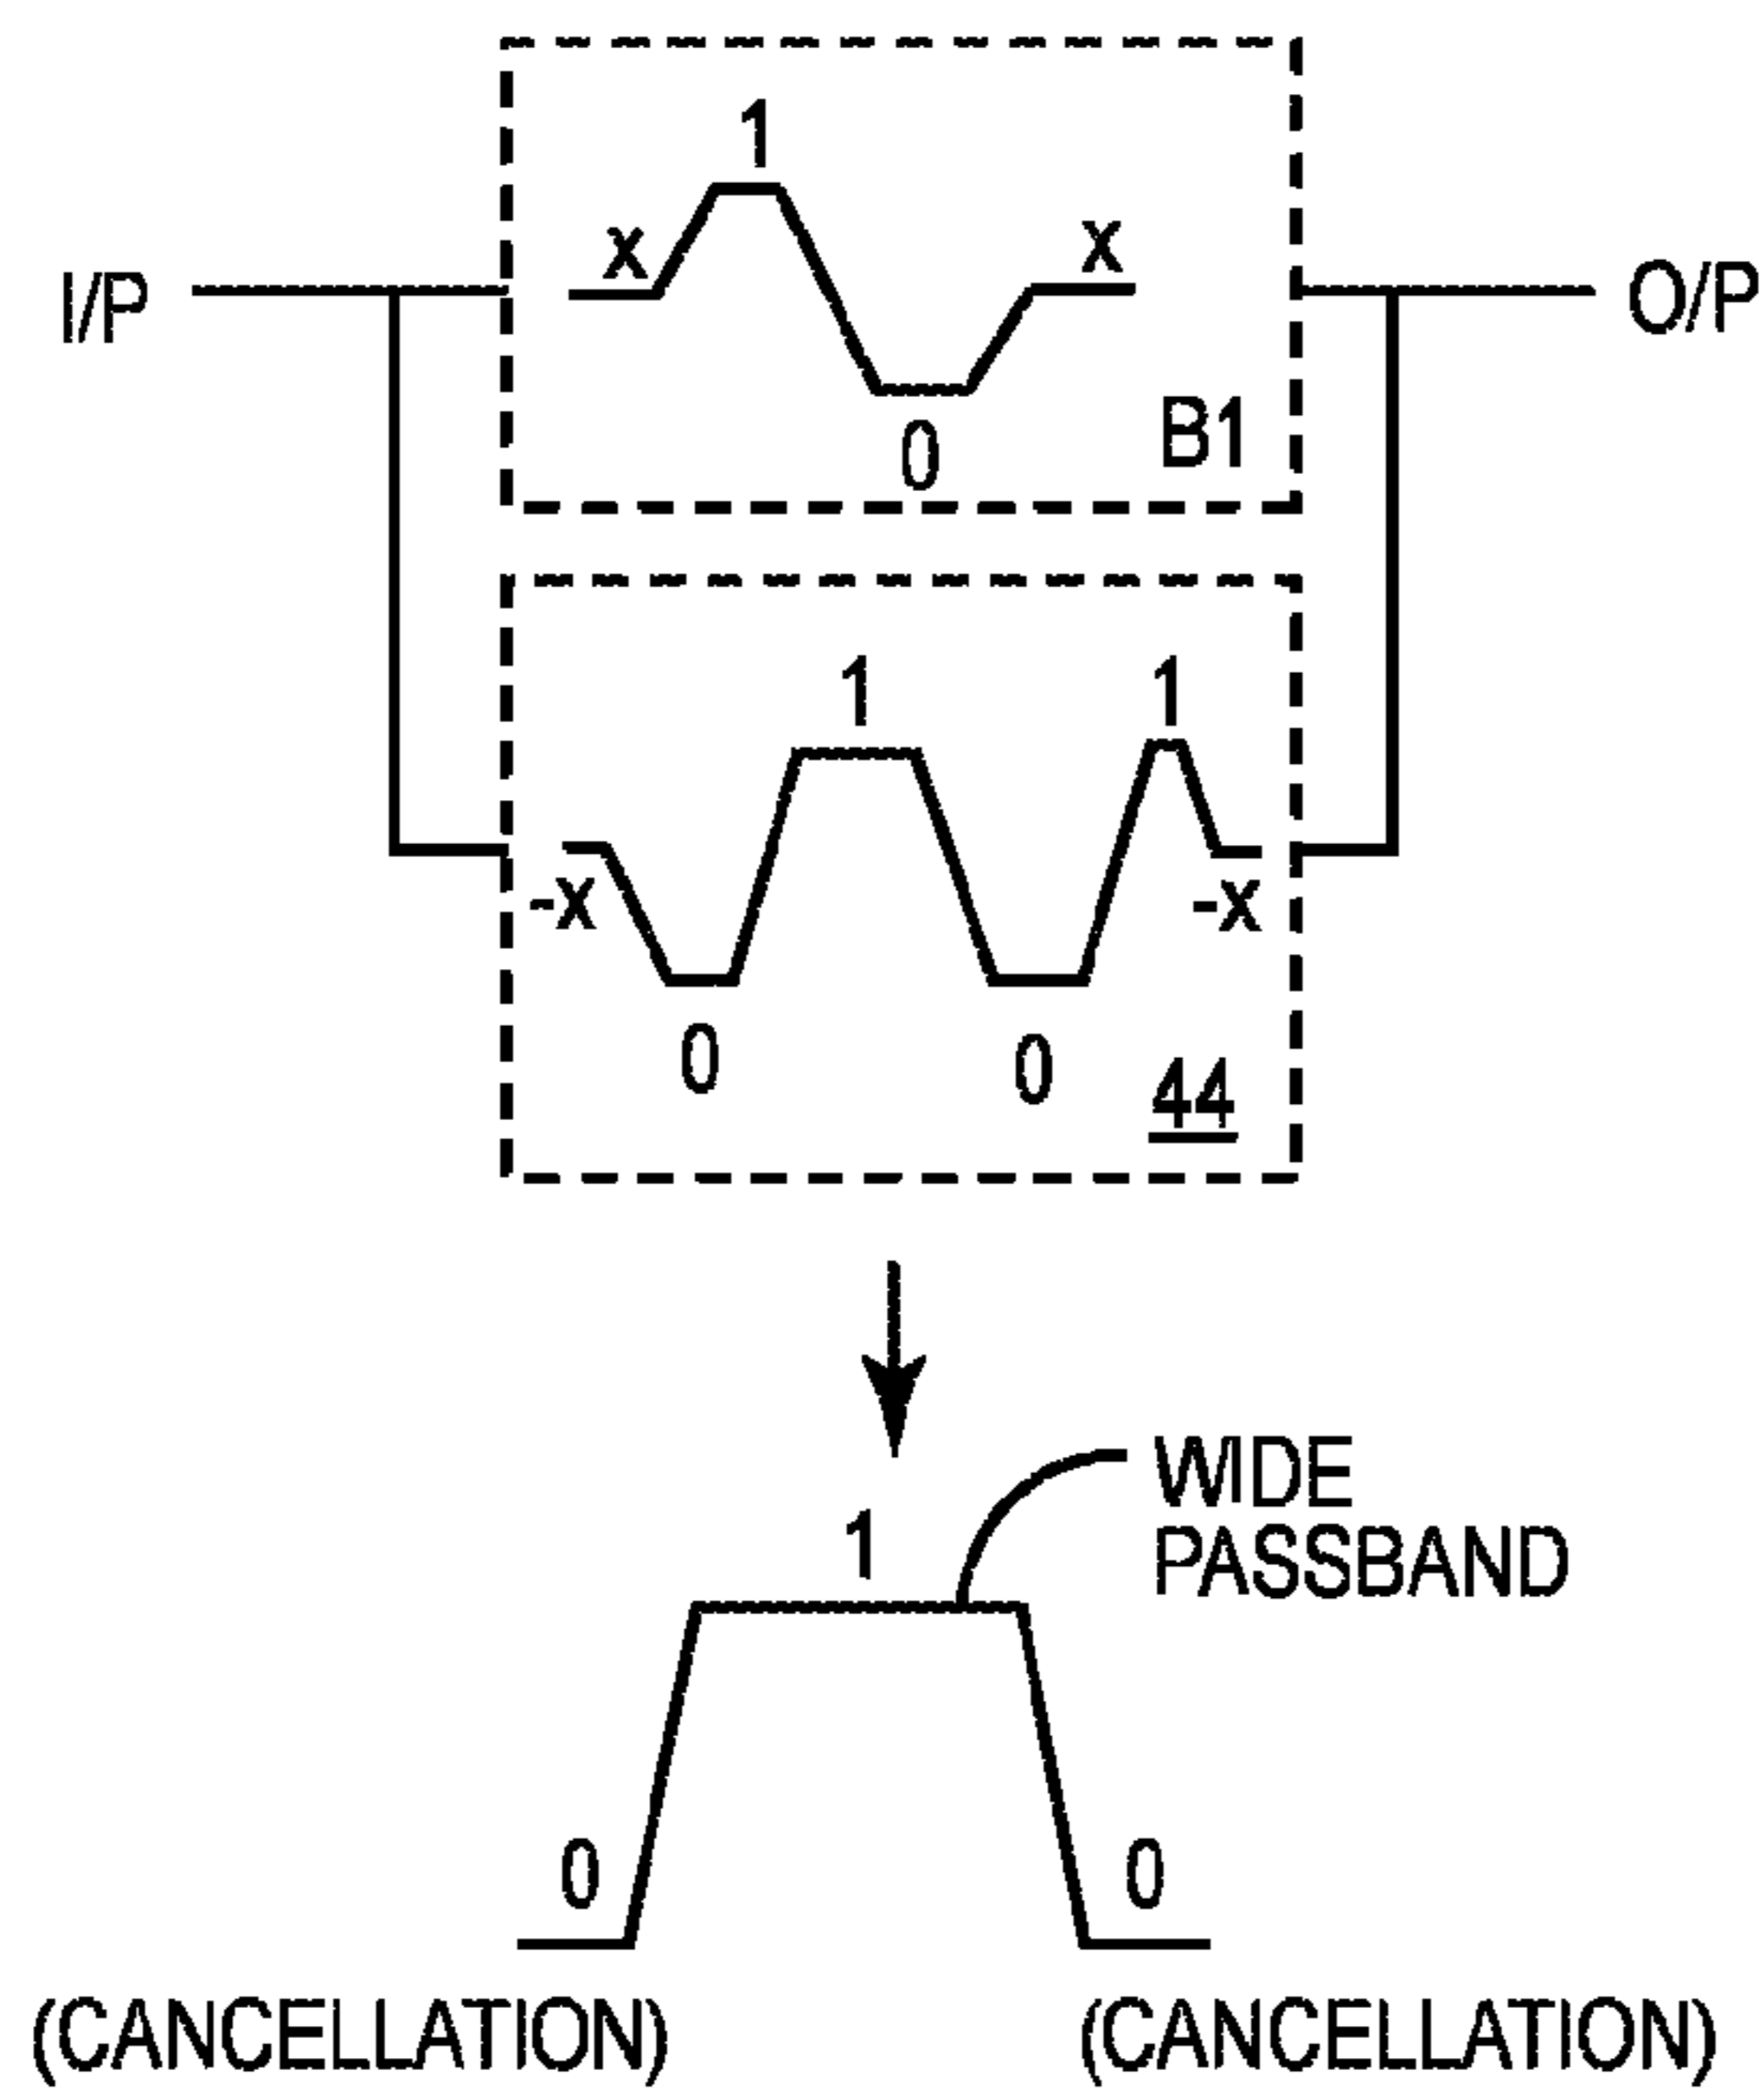 1
x
x
I/P
O/P
B1
0
1
1
-x
-x
0
0
44
WIDE
PASSBAND
1
0
0
(CANCELLATION)
(CANCELLATION)